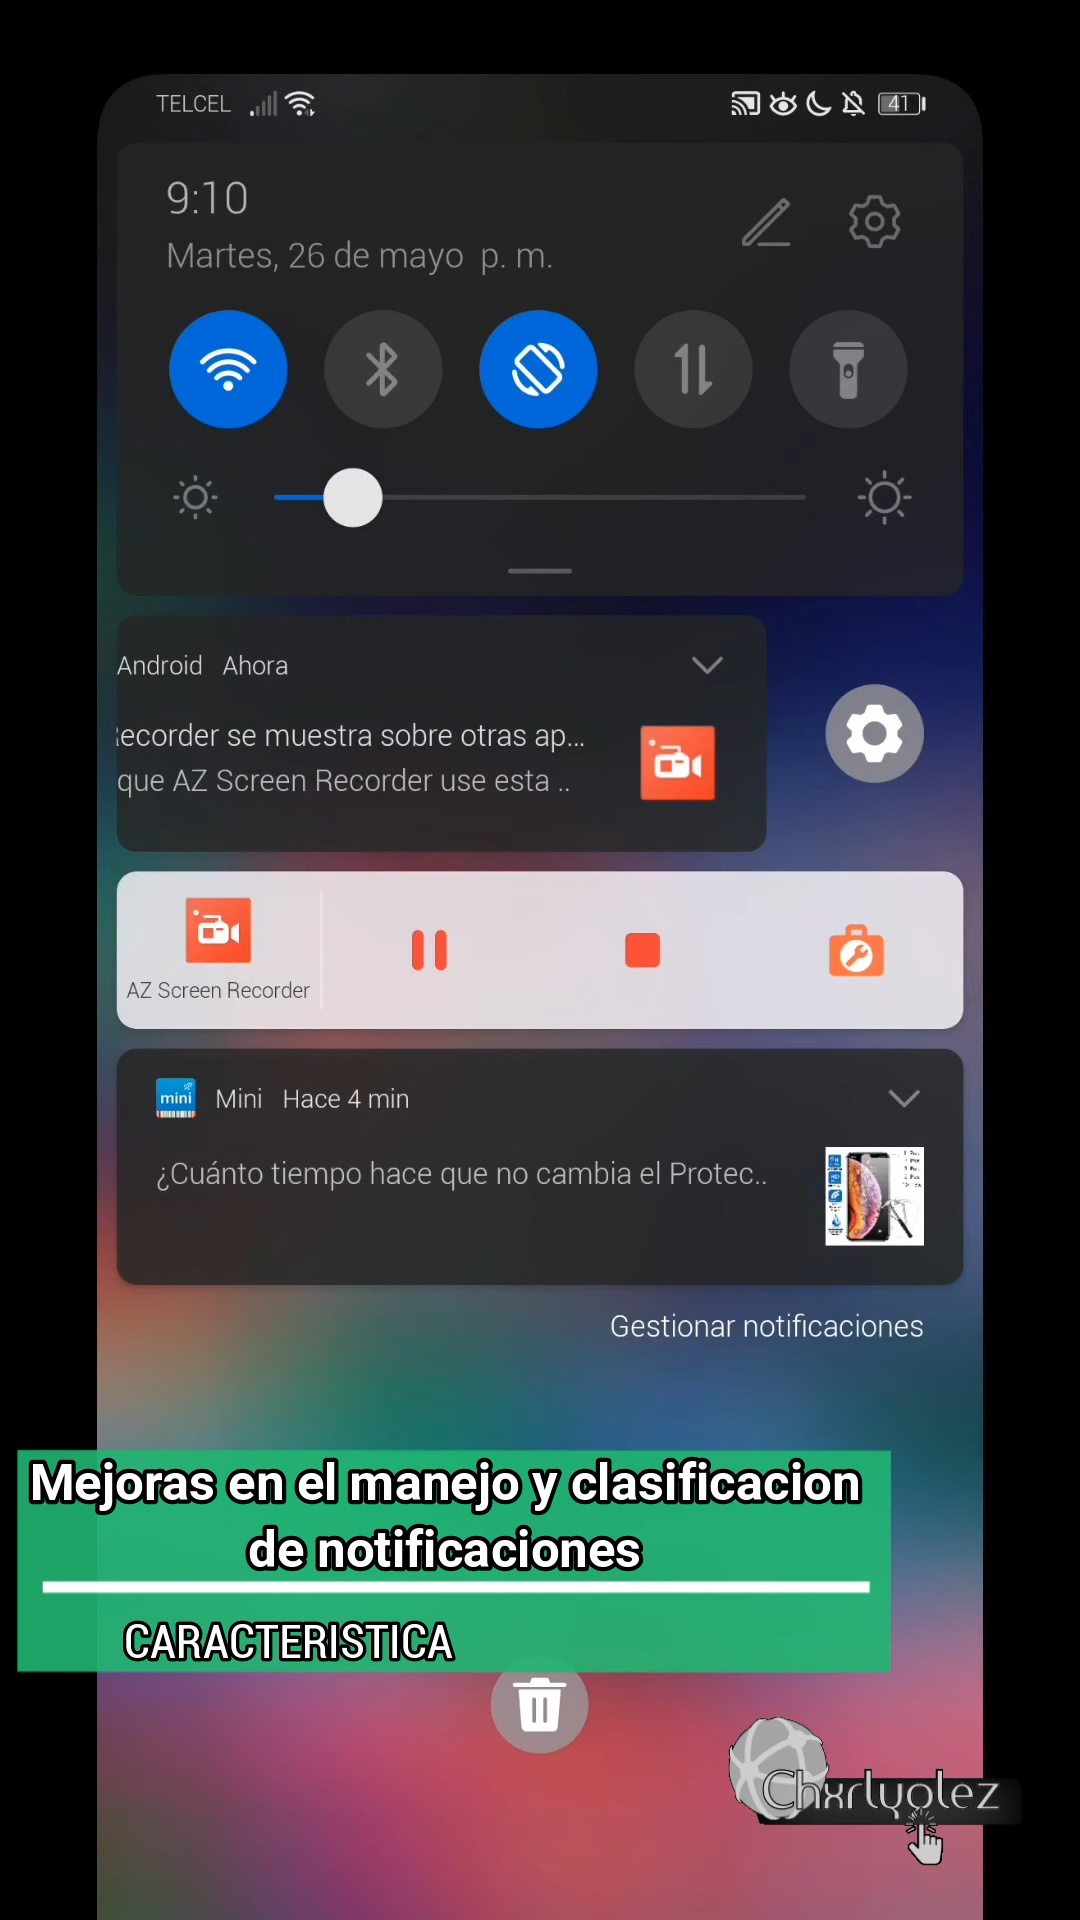 TELCEL
41
9:10
Martes, 26 de mayo p. m.
Android Ahora
ecorder se muestra sobre otras ap...
que AZ Screen Recorder use esta ..
AZ Screen Recorder
mini
Mini Hace 4 min
¿Cuánto tiempo hace que no cambia el Protec..
Gestionar notificaciones
Mejoras en el manejo y clasificacion
de notificaciones
CARACTERISTICA
Chxrlyglez